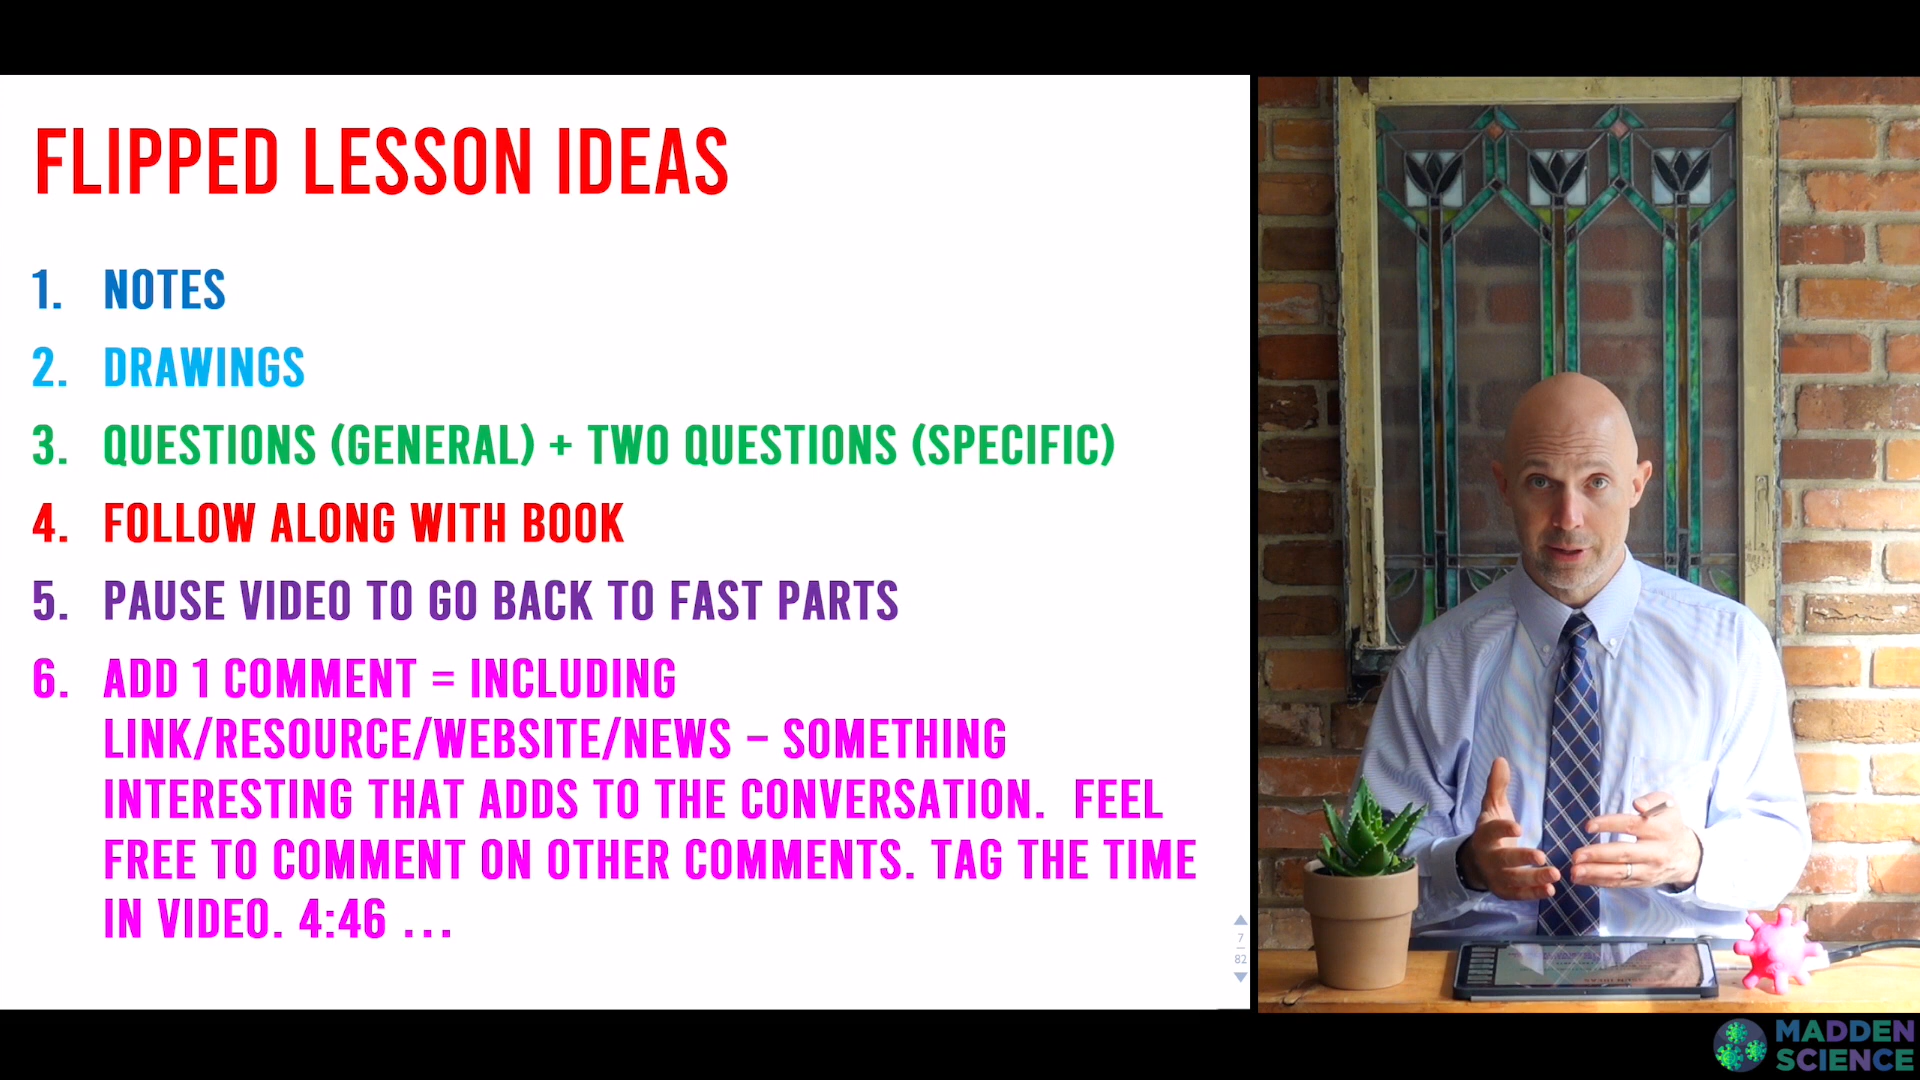 FLIPPED LESSON IDEAS
1. NOTES
2. DRAWINGS
3. QUESTIONS (GENERAL) + TWO QUESTIONS (SPECIFIC)
4. FOLLOW ALONG WITH BOOK
5. PAUSE VIDEO TO GO BACK TO FAST PARTS
6. ADD 1 COMMENT = INCLUDING
LINK/RESOURCE/WEBSITE/NEWS – SOMETHING
INTERESTING THAT ADDS TO THE CONVERSATION.  FEEL
FREE TO COMMENT ON OTHER COMMENTS. TAG THE TIME
IN VIDEO. 4:46 ...
7
82
MADDEN
SCIENCE